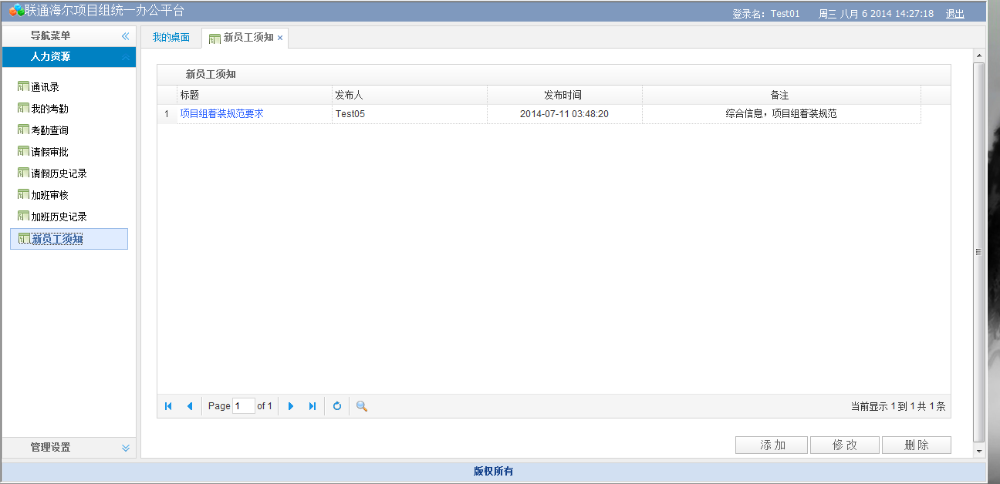 联通海尔项目组统一办公平台
登录名：Test01 周三 八月 6 2014 14:27:18 退出
导航菜单
人力资源
通讯录
我的考勤
考勤查询
请假审批
请假历史记录
加班审核
加班历史记录
新员工须知
管理设置
我的桌面 新员工须知
新员工须知
标题 发布人 发布时间 备注
1 项目组着装规范要求 Test05 2014-07-11 03:48:20 综合信息，项目组着装规范
Page 1 of 1
当前显示 1 到 1 共 1 条
添 加 修 改 删 除
版权所有